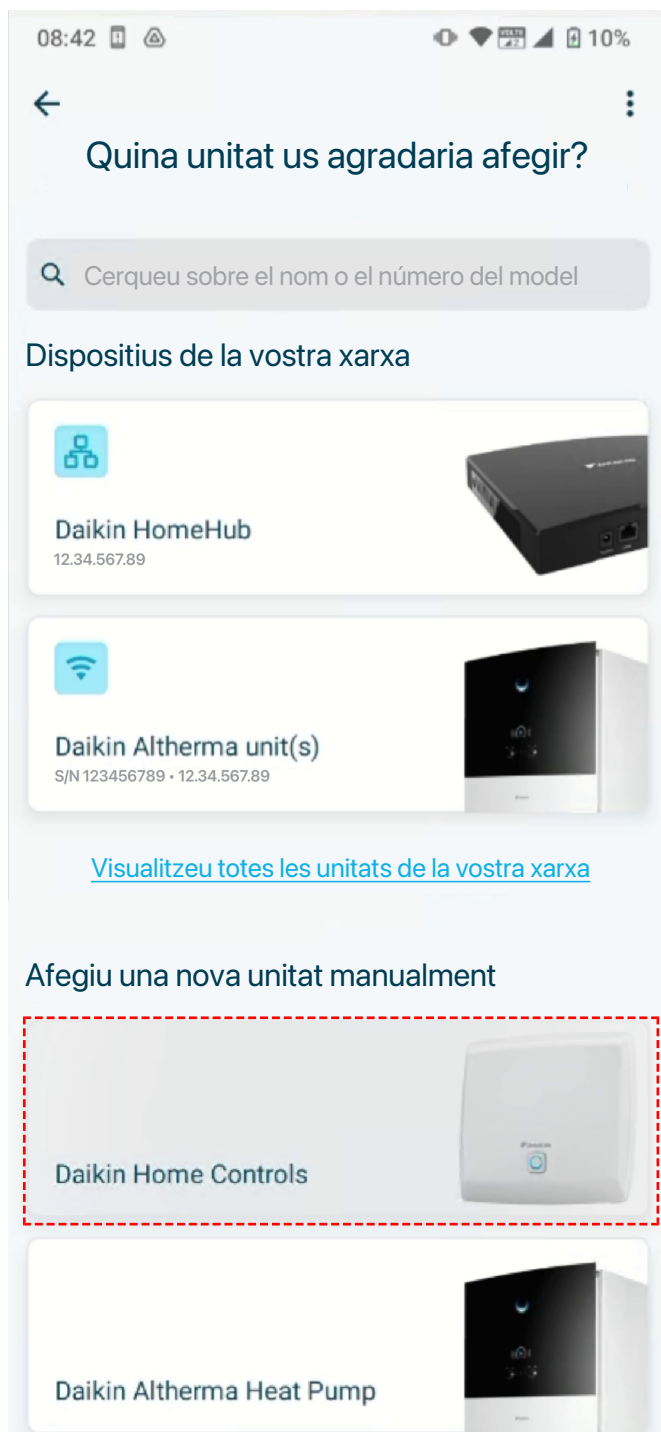 08:42
10%
Quina unitat us agradaria afegir?
Cerqueu sobre el nom o el número del model
Dispositius de la vostra xarxa
Daikin HomeHub
12.34.567.89
Daikin Altherma unit(s)
S/N 123456789 • 12.34.567.89
Visualitzeu totes les unitats de la vostra xarxa
Afegiu una nova unitat manualment
Daikin Home Controls
Daikin Altherma Heat Pump